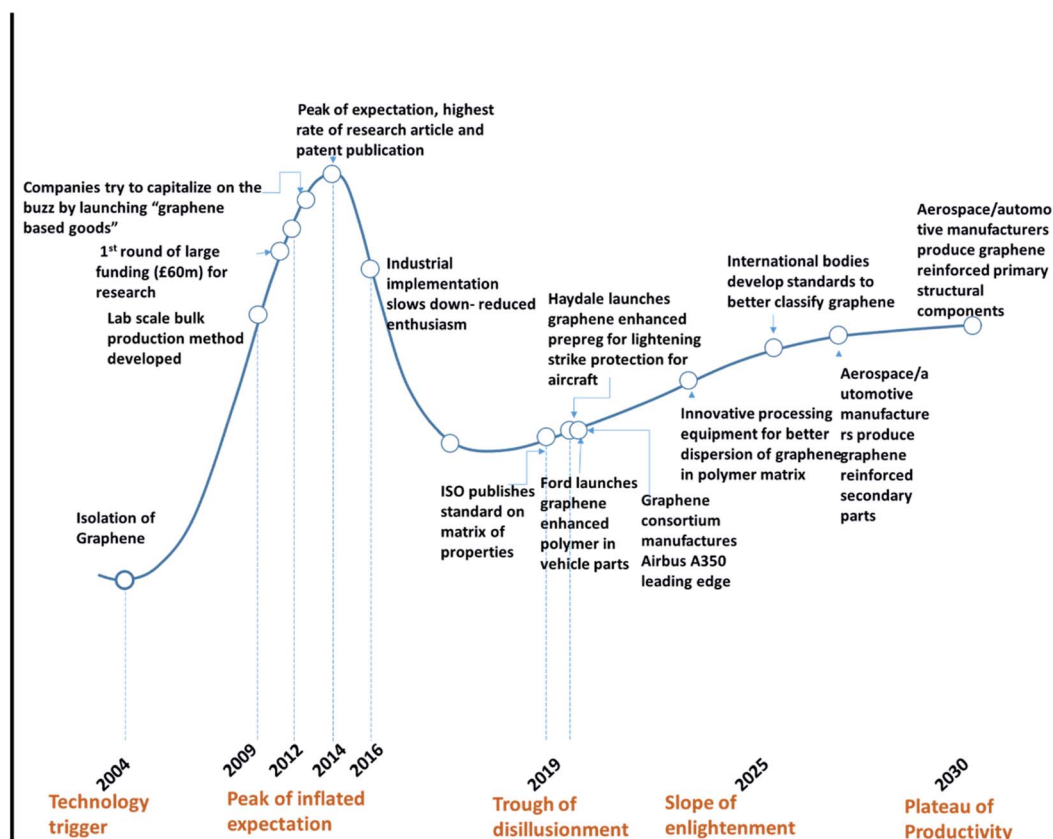 Peak of expectation, highest
rate of research article and
patent publication
Companies try to capitalize on the
buzz by launching “graphene
based goods”
1st round of large
funding (£60m) for
research
Lab scale bulk
production method
developed
Isolation of
Graphene
Industrial
implementation
slows down- reduced
enthusiasm
Haydale launches
graphene enhanced
prepreg for lightening
strike protection for
aircraft
International bodies
develop standards to
better classify graphene
Aerospace/automo
tive manufacturers
produce graphene
reinforced primary
structural
components
ISO publishes
standard on
matrix of
properties
Ford launches
graphene
enhanced
polymer in
vehicle parts
Graphene
consortium
manufactures
Airbus A350
leading edge
Innovative processing
equipment for better
dispersion of graphene
in polymer matrix
Aerospace/a
utomotive
manufacture
rs produce
graphene
reinforced
secondary
parts
2004
2009
2012
2014
2016
2019
2025
2030
Technology
trigger
Peak of inflated
expectation
Trough of
disillusionment
Slope of
enlightenment
Plateau of
Productivity